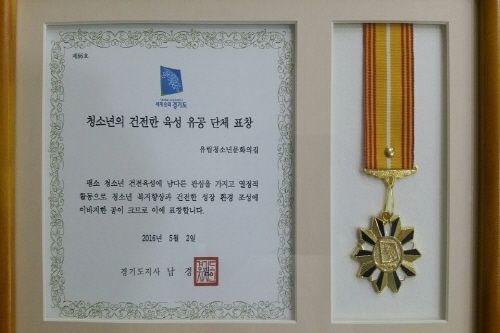 제86호
세계속의 경기도
청소년의 건전한 육성 유공 단체 표창
유림청소년문화의집
평소 청소년 건전육성에 남다른 관심을 가지고 열정적
활동으로 청소년 복지향상과 건전한 성장 환경 조성에
이바지한 공이 크므로 이에 표창합니다.
2016년 5월 2일
경기도지사 남 경